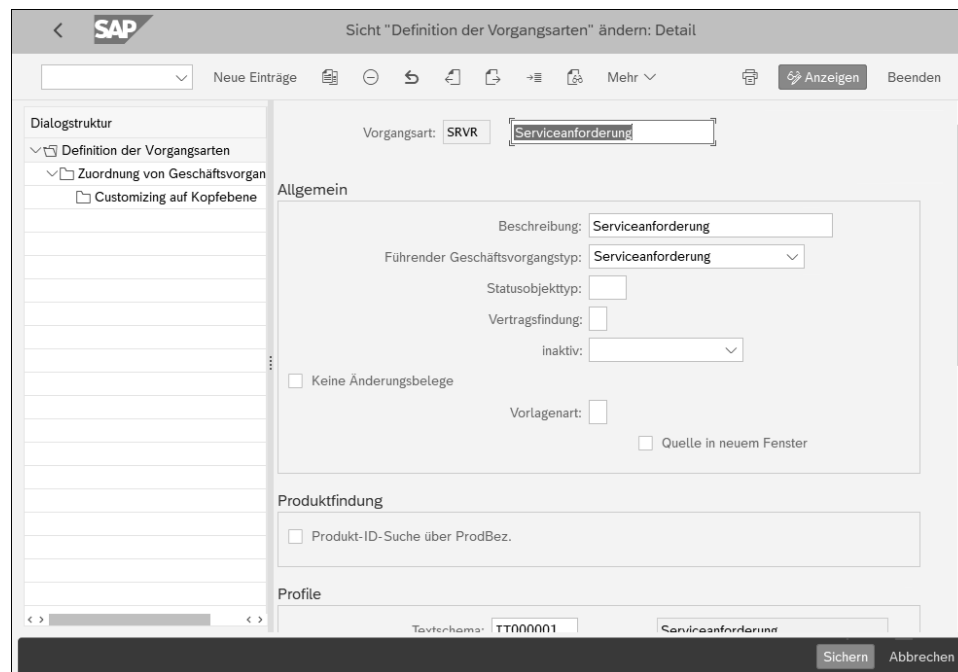 SAP
Sicht "Definition der Vorgangsarten" ändern: Detail
Neue Einträge Mehr Anzeigen Beenden
Dialogstruktur
Definition der Vorgangsarten
Zuordnung von Geschäftsvorgan
Customizing auf Kopfebene
Vorgangsart: SRVR Serviceanforderung
Allgemein
Beschreibung: Serviceanforderung
Führender Geschäftsvorgangstyp: Serviceanforderung
Statusobjekttyp:
Vertragsfindung:
inaktiv:
Keine Änderungsbelege
Vorlagenart:
Quelle in neuem Fenster
Produktfindung
Produkt-ID-Suche über ProdBez.
Profile
Textschema: TT000001 Serviceanforderung
Sichern Abbrechen